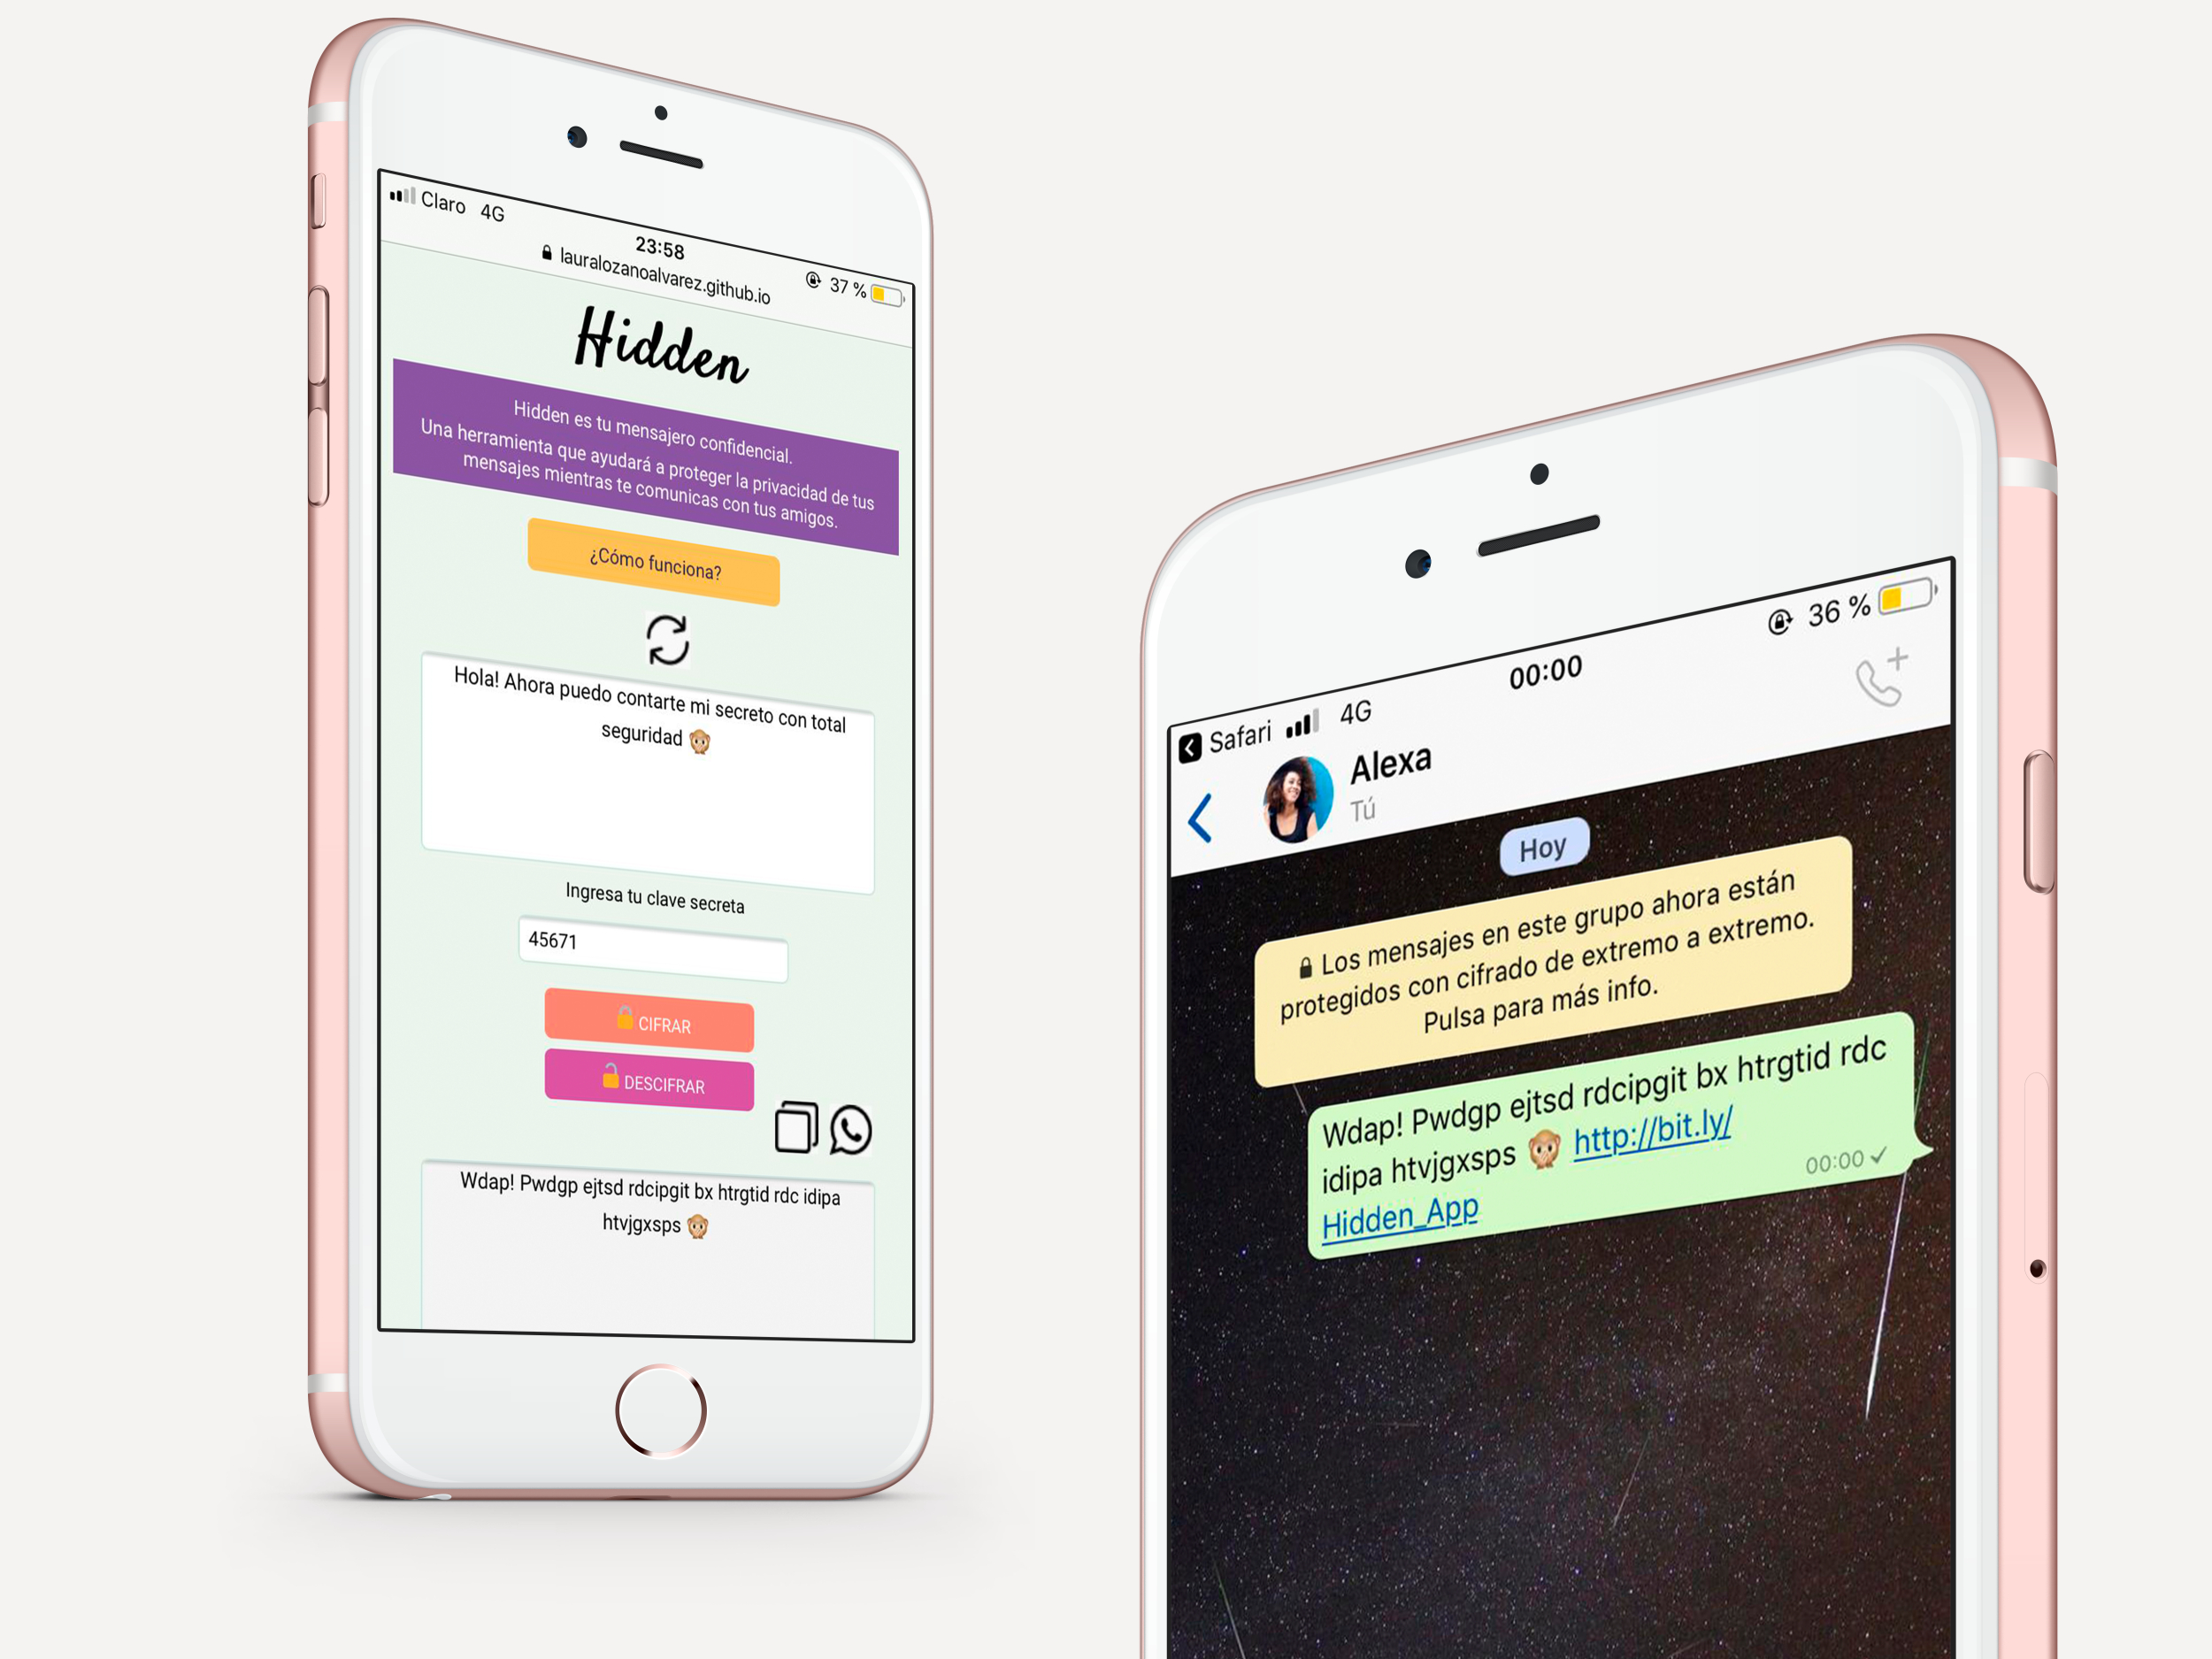 Claro 4G
23:58
37 %
lauralozanoalvarez.github.io
Hidden
Hidden es tu mensajero confidencial.
Una herramienta que ayudará a proteger la privacidad de tus
mensajes mientras te comunicas con tus amigos.
¿Cómo funciona?
Hola! Ahora puedo contarte mi secreto con total
seguridad 🙊
Ingresa tu clave secreta
45671
CIFRAR
DESCIFRAR
Wdap! Pwdgp ejtsd rdcipgit bx htrgtid rdc idipa
htvjgxsps 🙊
Safari 4G
00:00
36 %
Alexa
Tú
Hoy
Los mensajes en este grupo ahora están
protegidos con cifrado de extremo a extremo.
Pulsa para más info.
Wdap! Pwdgp ejtsd rdcipgit bx htrgtid rdc
idipa htvjgxsps 🙊 http://bit.ly/
Hidden_App
00:00